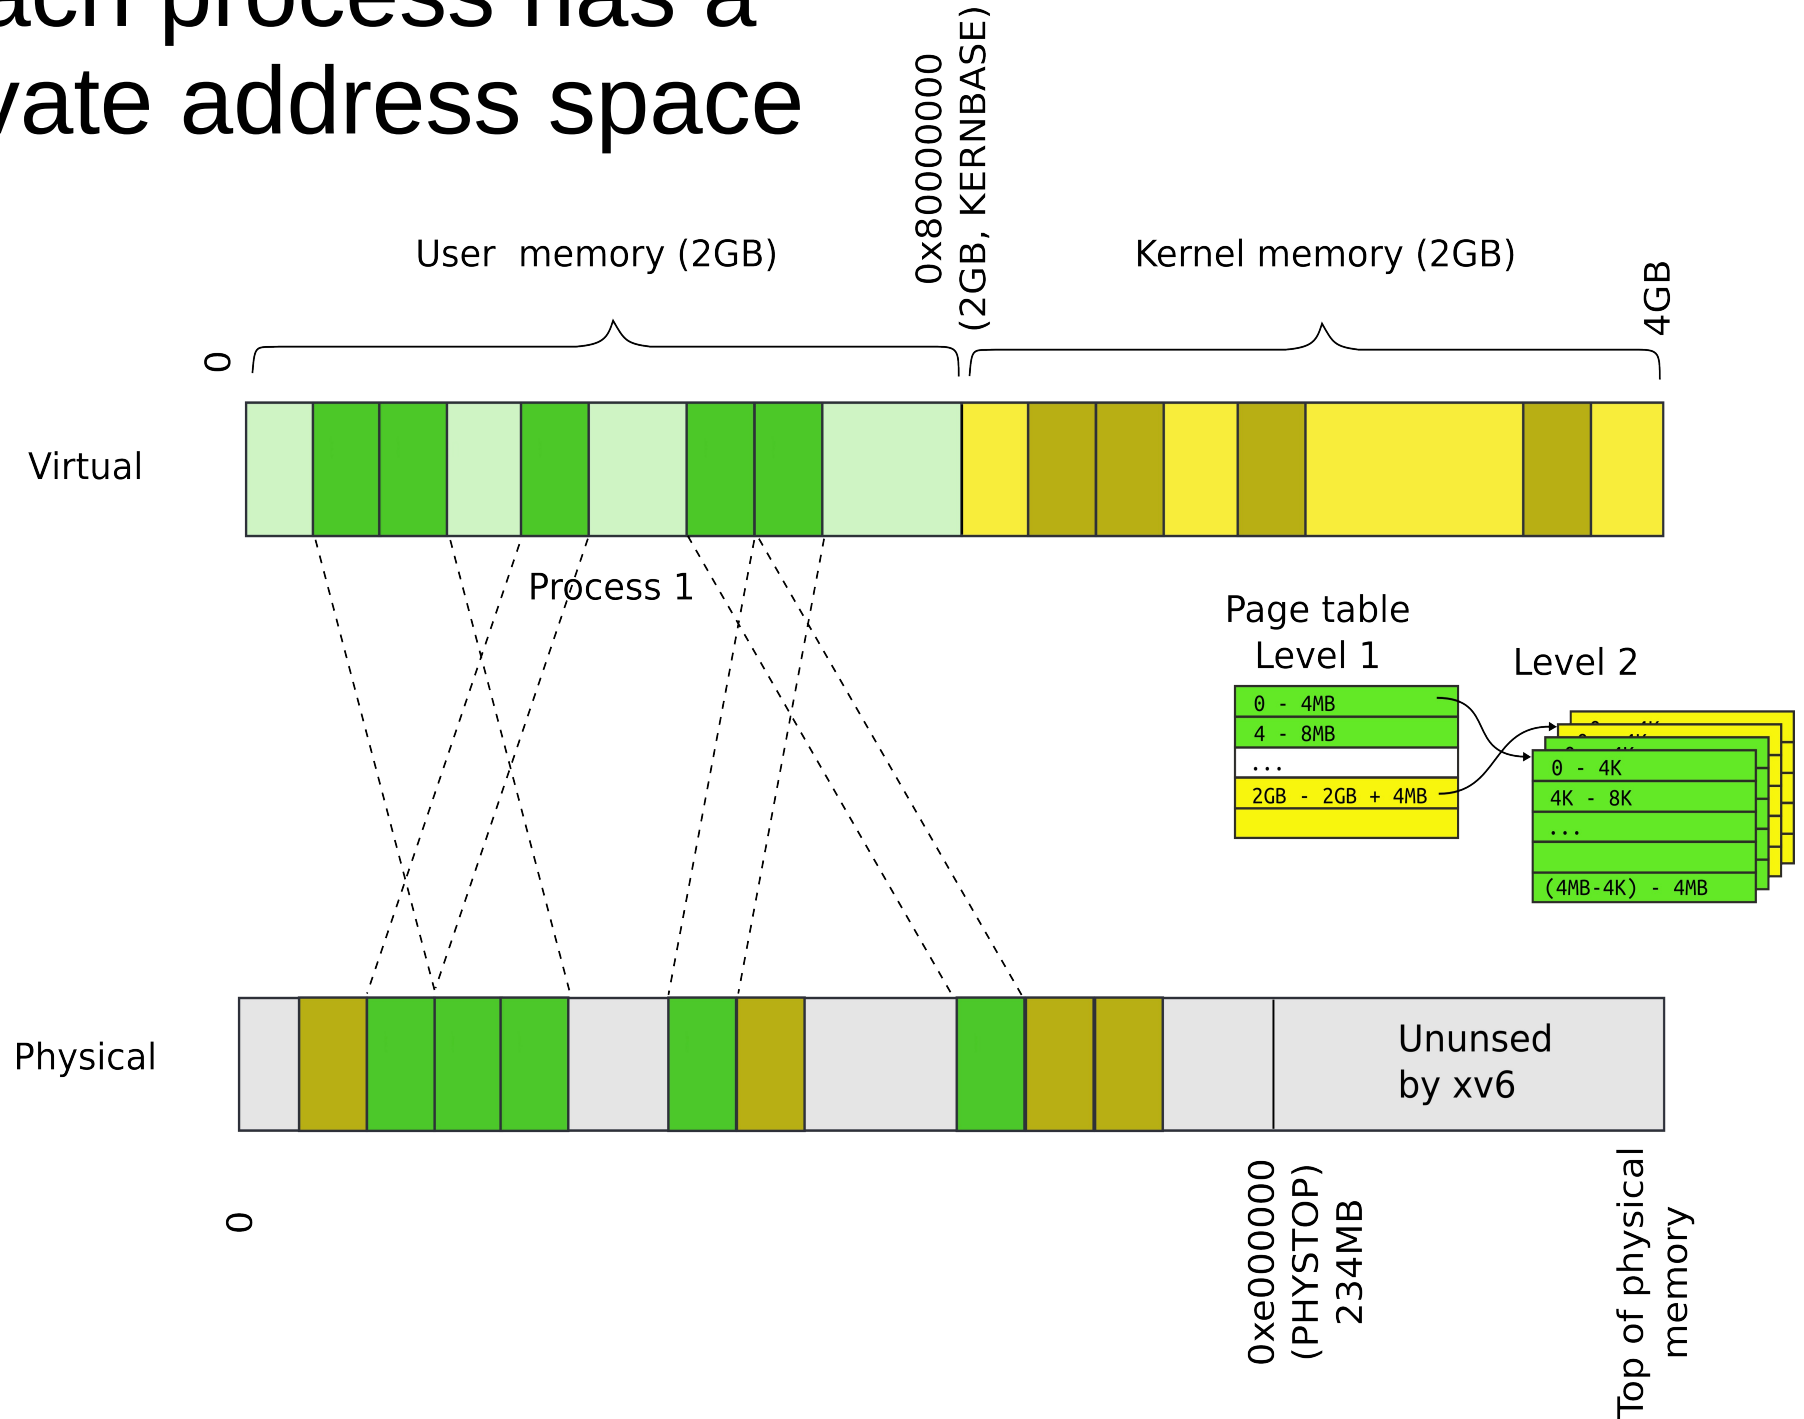 ach process has a
vate address space
0x80000000
(2GB, KERNBASE)
User memory (2GB)
Kernel memory (2GB)
4GB
0
Virtual
Process 1
Page table
Level 1
Level 2
0 - 4MB
4 - 8MB
...
2GB - 2GB + 4MB
0 - 4K
4K - 8K
...
(4MB-4K) - 4MB
Physical
Ununsed
by xv6
0
0xe000000
(PHYSTOP)
234MB
Top of physical
memory